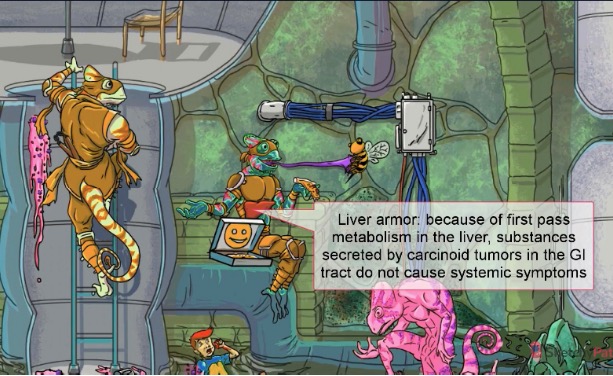 Liver armor: because of first pass
metabolism in the liver, substances
secreted by carcinoid tumors in the GI
tract do not cause systemic symptoms